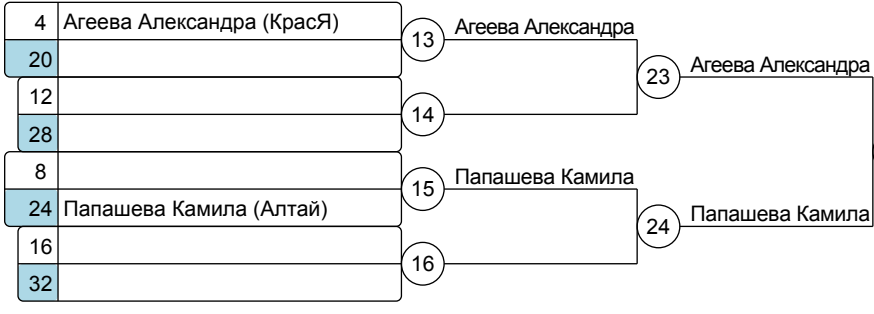 4 Агеева Александра (КрасЯ)
20
13 Агеева Александра
12
28
14
23 Агеева Александра
8
24 Папашева Камила (Алтай)
15 Папашева Камила
16
32
16
24 Папашева Камила